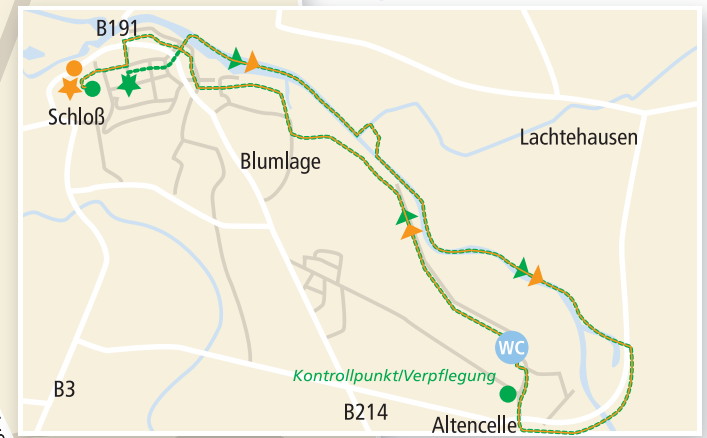 B191
Schloß
Lachtehausen
Blumlage
WC
Kontrollpunkt/Verpflegung
B3
B214
Altencelle